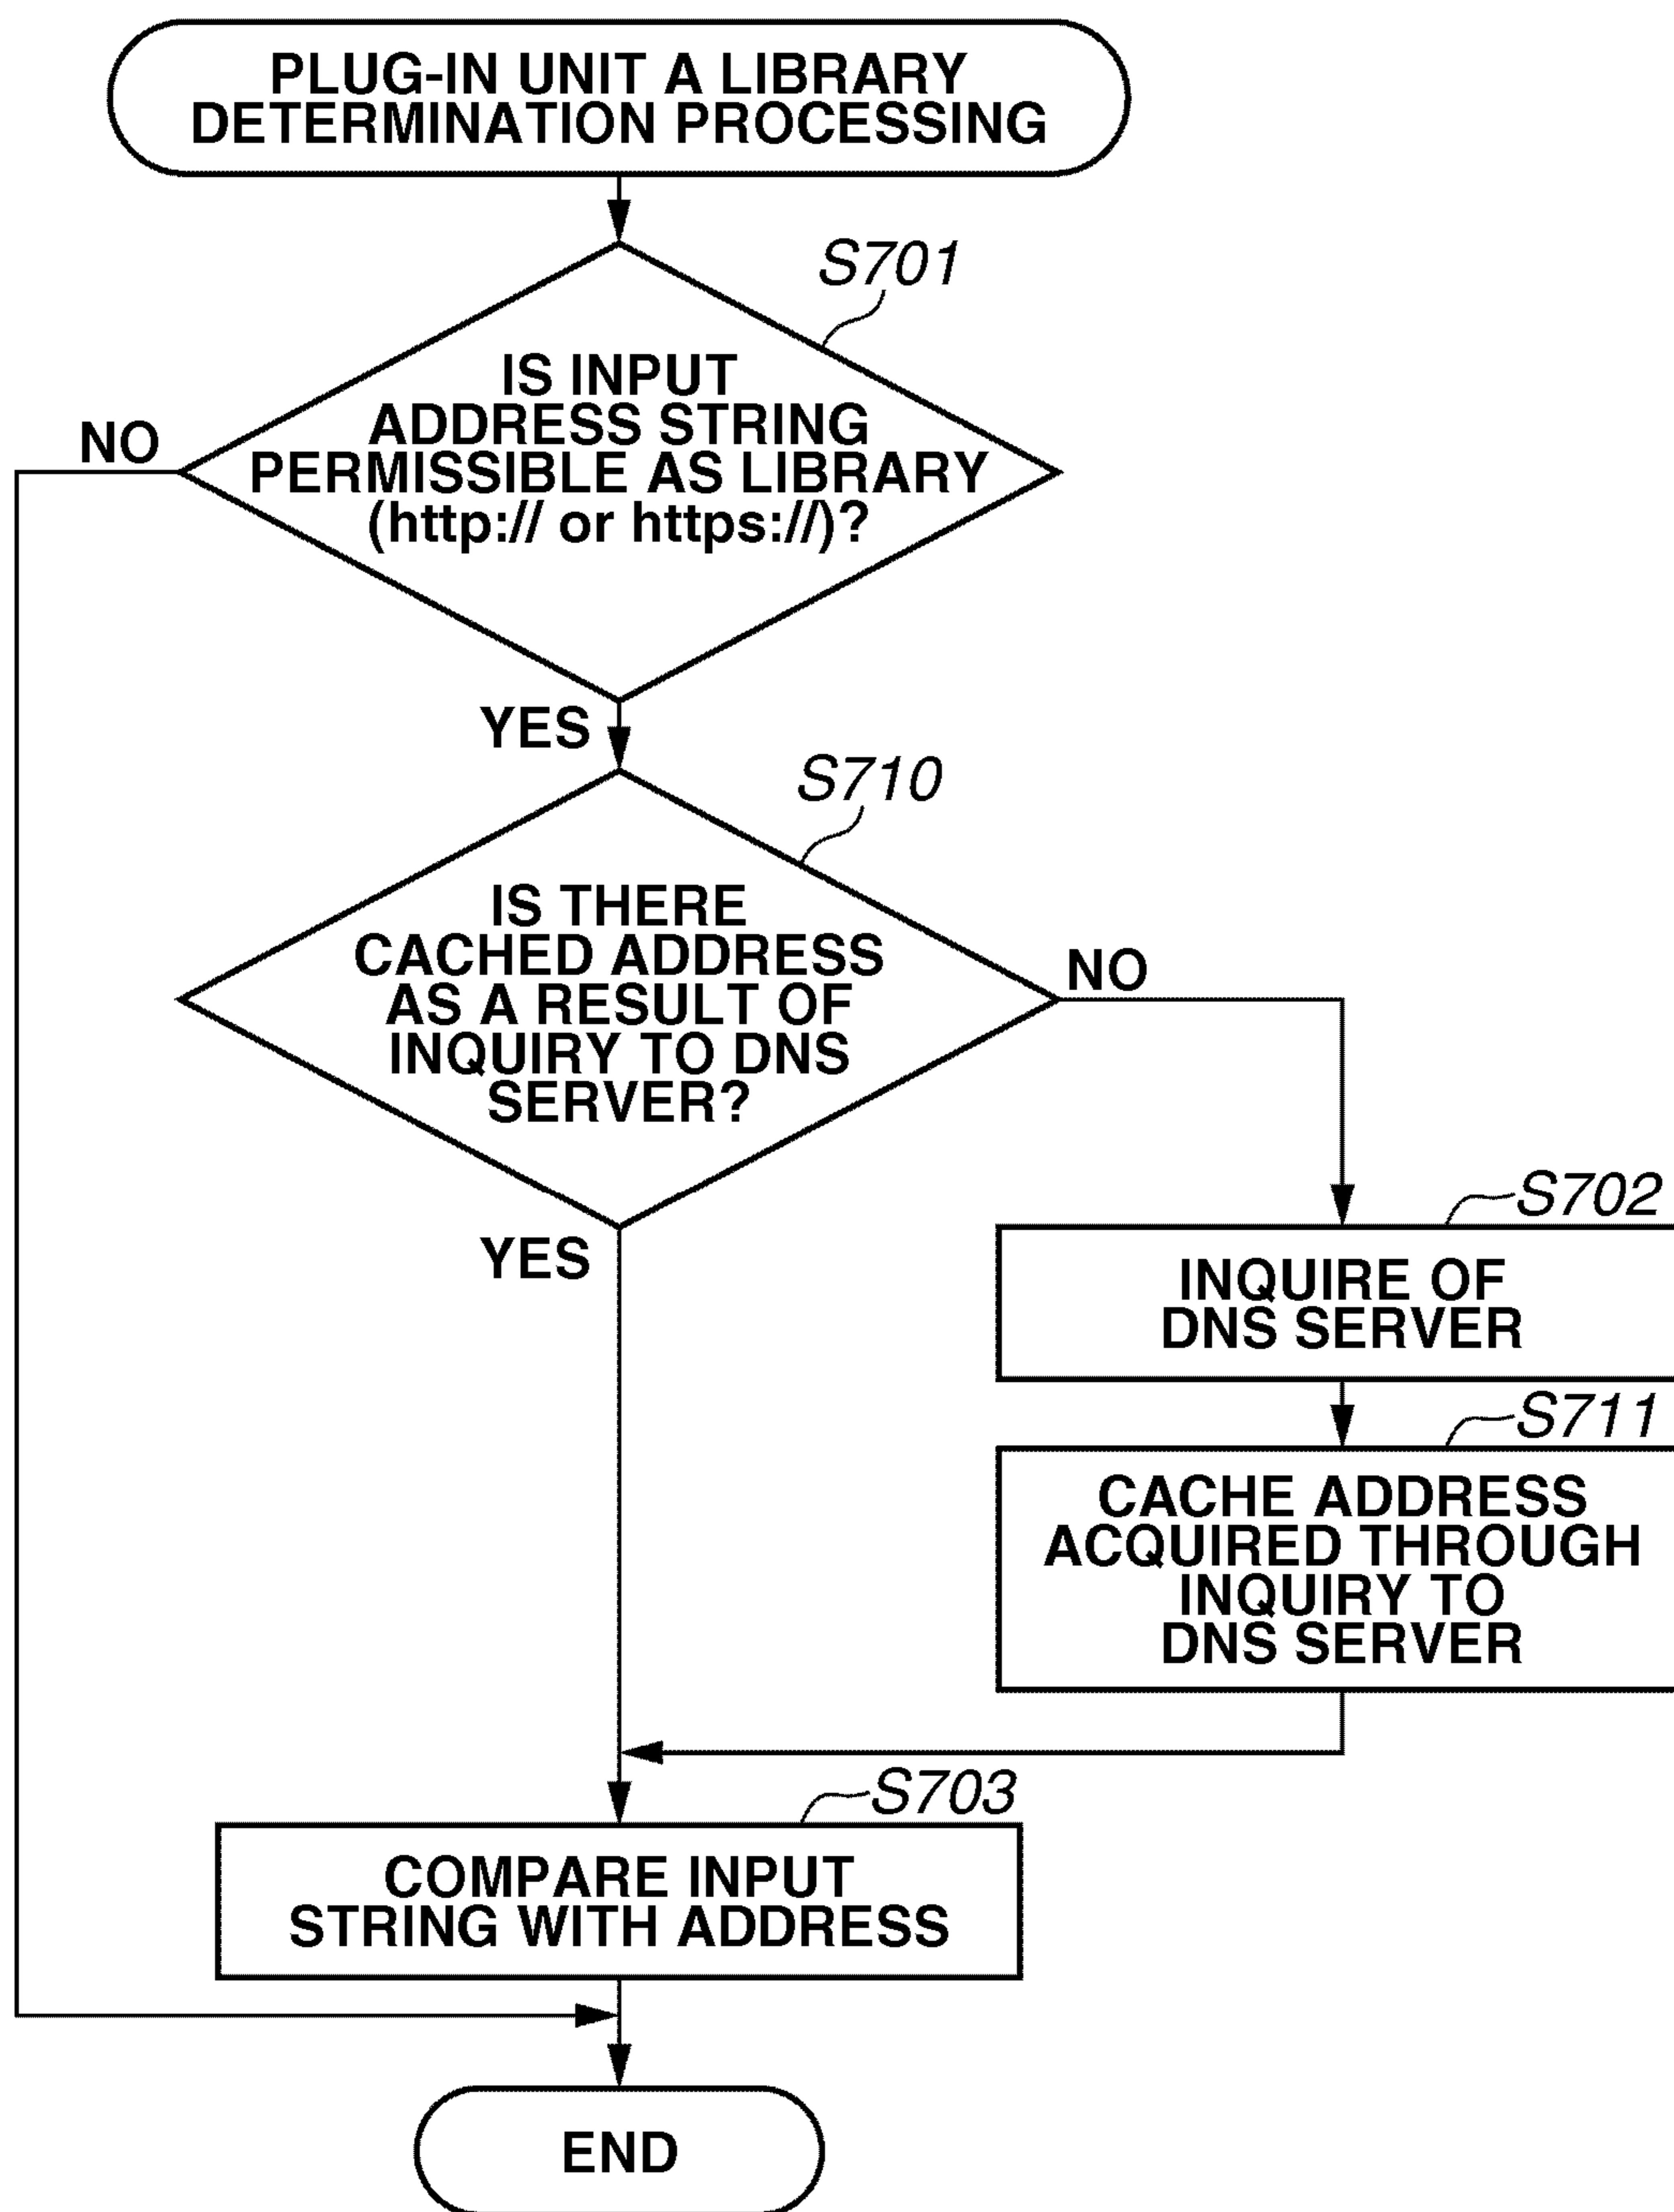 PLUG-IN UNIT A LIBRARY
DETERMINATION PROCESSING
S701
IS INPUT
ADDRESS STRING
PERMISSIBLE AS LIBRARY
(http:// or https://)?
NO
YES
S710
IS THERE
CACHED ADDRESS
AS A RESULT OF
INQUIRY TO DNS
SERVER?
NO
YES
S702
INQUIRE OF
DNS SERVER
S711
CACHE ADDRESS
ACQUIRED THROUGH
INQUIRY TO
DNS SERVER
S703
COMPARE INPUT
STRING WITH ADDRESS
END